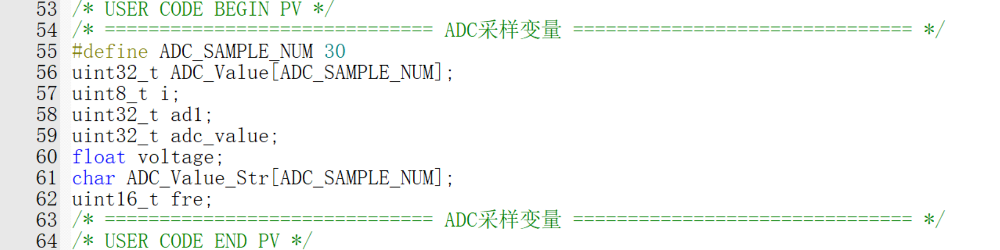 53 /* USER CODE BEGIN PV */
54 /* ============================== ADC采样变量 =============================== */
55 #define ADC_SAMPLE_NUM 30
56 uint32_t ADC_Value[ADC_SAMPLE_NUM];
57 uint8_t i;
58 uint32_t ad1;
59 uint32_t adc_value;
60 float voltage;
61 char ADC_Value_Str[ADC_SAMPLE_NUM];
62 uint16_t fre;
63 /* ============================== ADC采样变量 =============================== */
64 /* USER CODE END PV */